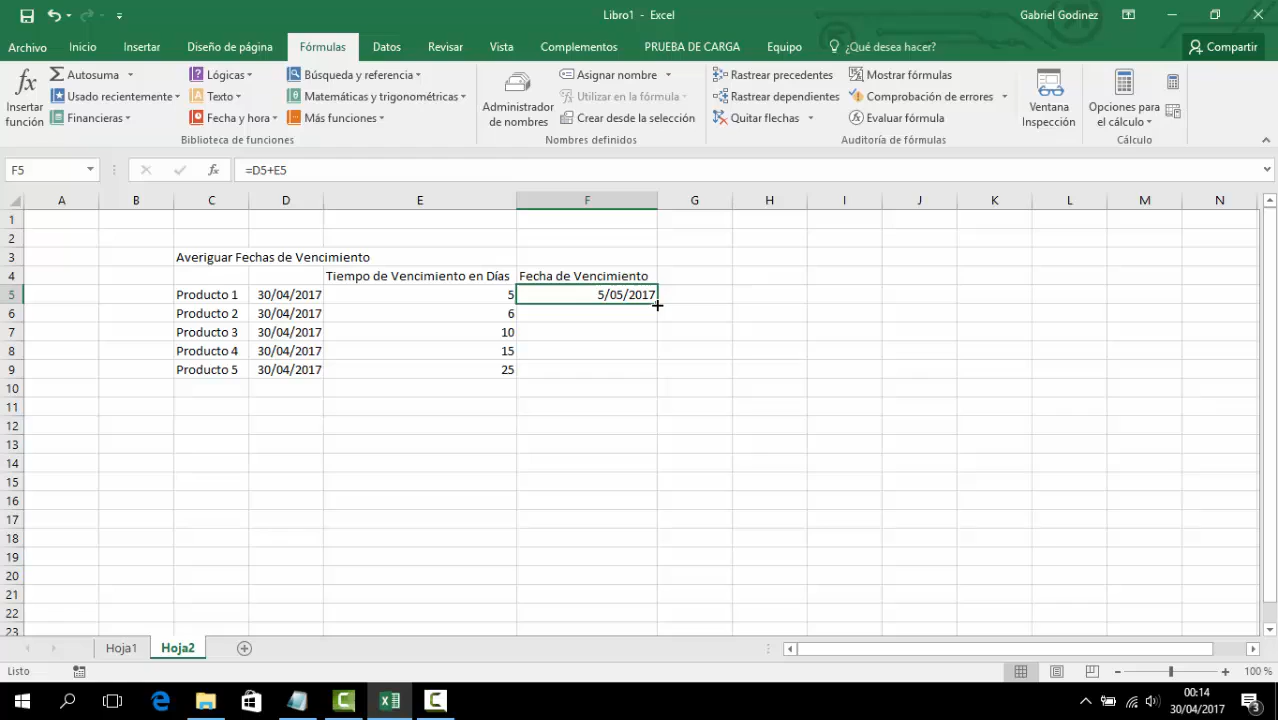 Libro1 - Excel
Gabriel Godinez
Archivo Inicio Insertar Diseño de página Fórmulas Datos Revisar Vista Complementos PRUEBA DE CARGA Equipo ¿Qué desea hacer? Compartir
Insertar función
Autosuma
Usado recientemente
Financieras
Lógicas
Texto
Fecha y hora
Búsqueda y referencia
Matemáticas y trigonométricas
Más funciones
Biblioteca de funciones
Administrador de nombres
Asignar nombre
Utilizar en la fórmula
Crear desde la selección
Nombres definidos
Rastrear precedentes
Rastrear dependientes
Quitar flechas
Mostrar fórmulas
Comprobación de errores
Evaluar fórmula
Auditoría de fórmulas
Ventana Inspección
Opciones para el cálculo
Cálculo
F5 fx =D5+E5
A B C D E F G H I J K L M N
1
2
3 Averiguar Fechas de Vencimiento
4 Tiempo de Vencimiento en Días Fecha de Vencimiento
5 Producto 1 30/04/2017 5 5/05/2017
6 Producto 2 30/04/2017 6
7 Producto 3 30/04/2017 10
8 Producto 4 30/04/2017 15
9 Producto 5 30/04/2017 25
10
11
12
13
14
15
16
17
18
19
20
21
22
23
Hoja1 Hoja2
Listo
100 %
00:14
30/04/2017
3